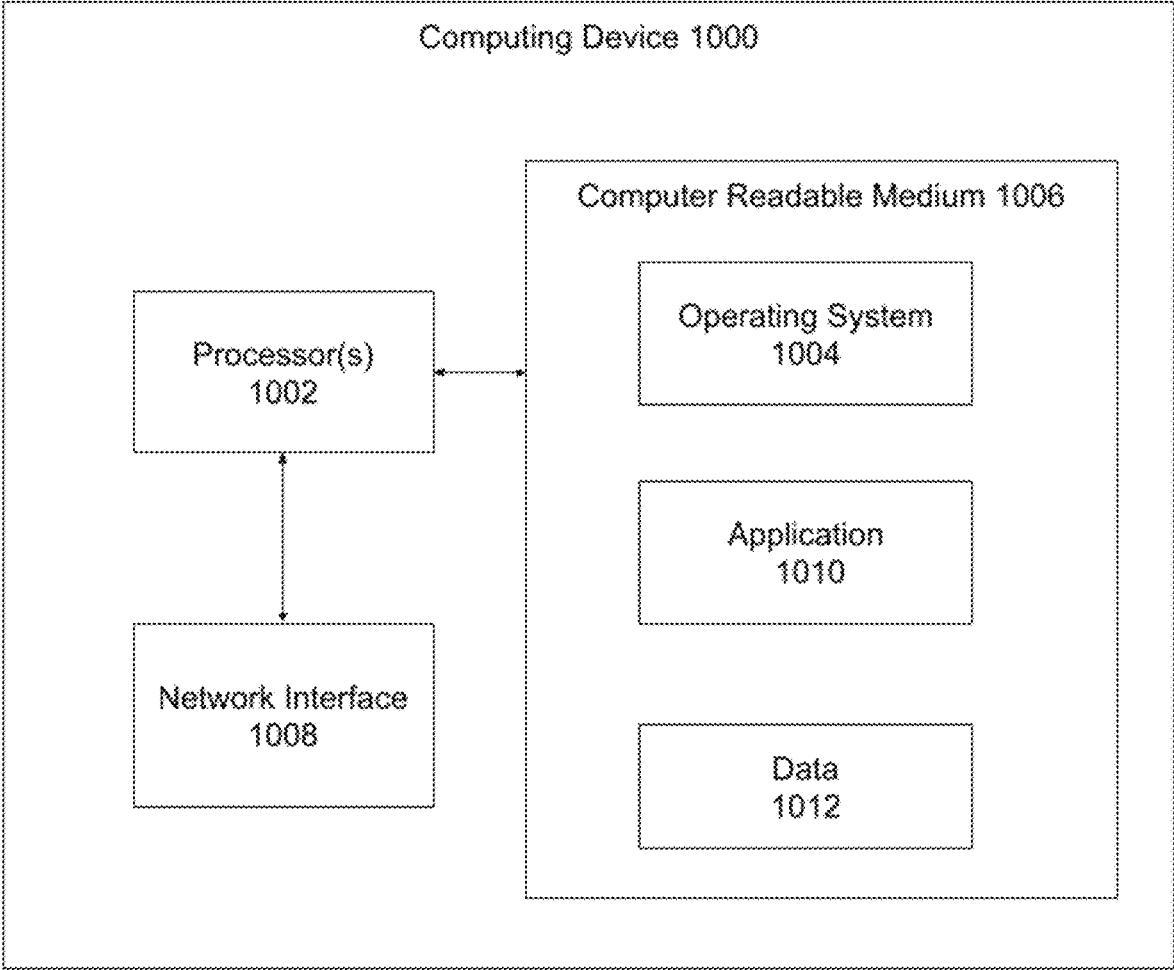 Computing Device 1000
Computer Readable Medium 1006
Operating System
1004
Processor(s)
1002
Application
1010
Network Interface
1008
Data
1012